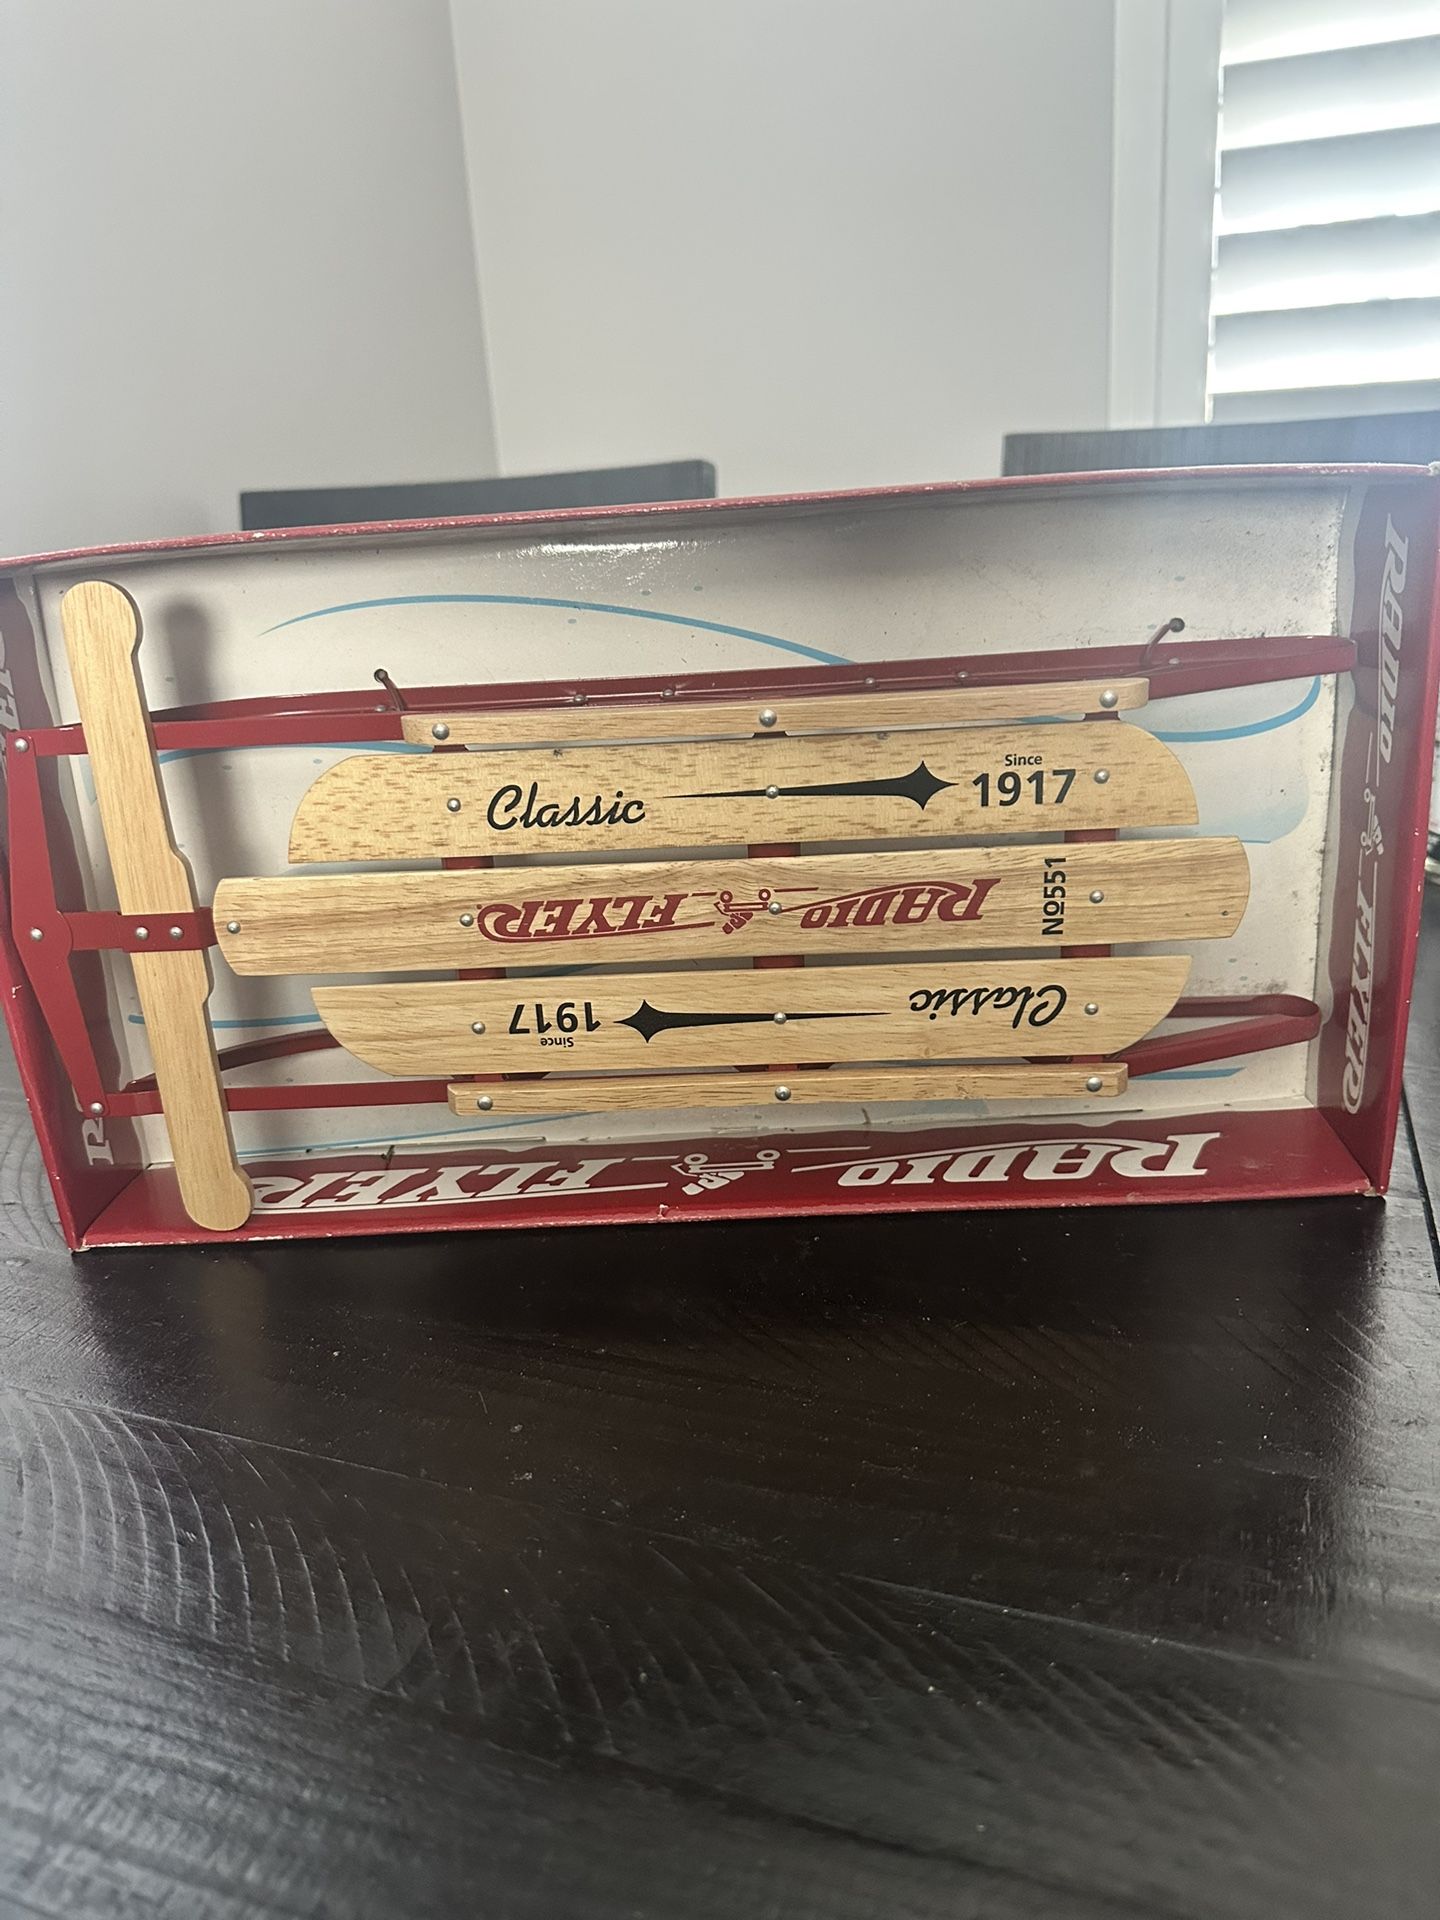 Classic
Since
1917
RADIO FLYER®
No551
Classic
Since
1917
RADIO FLYER
RADIO FLYER
R